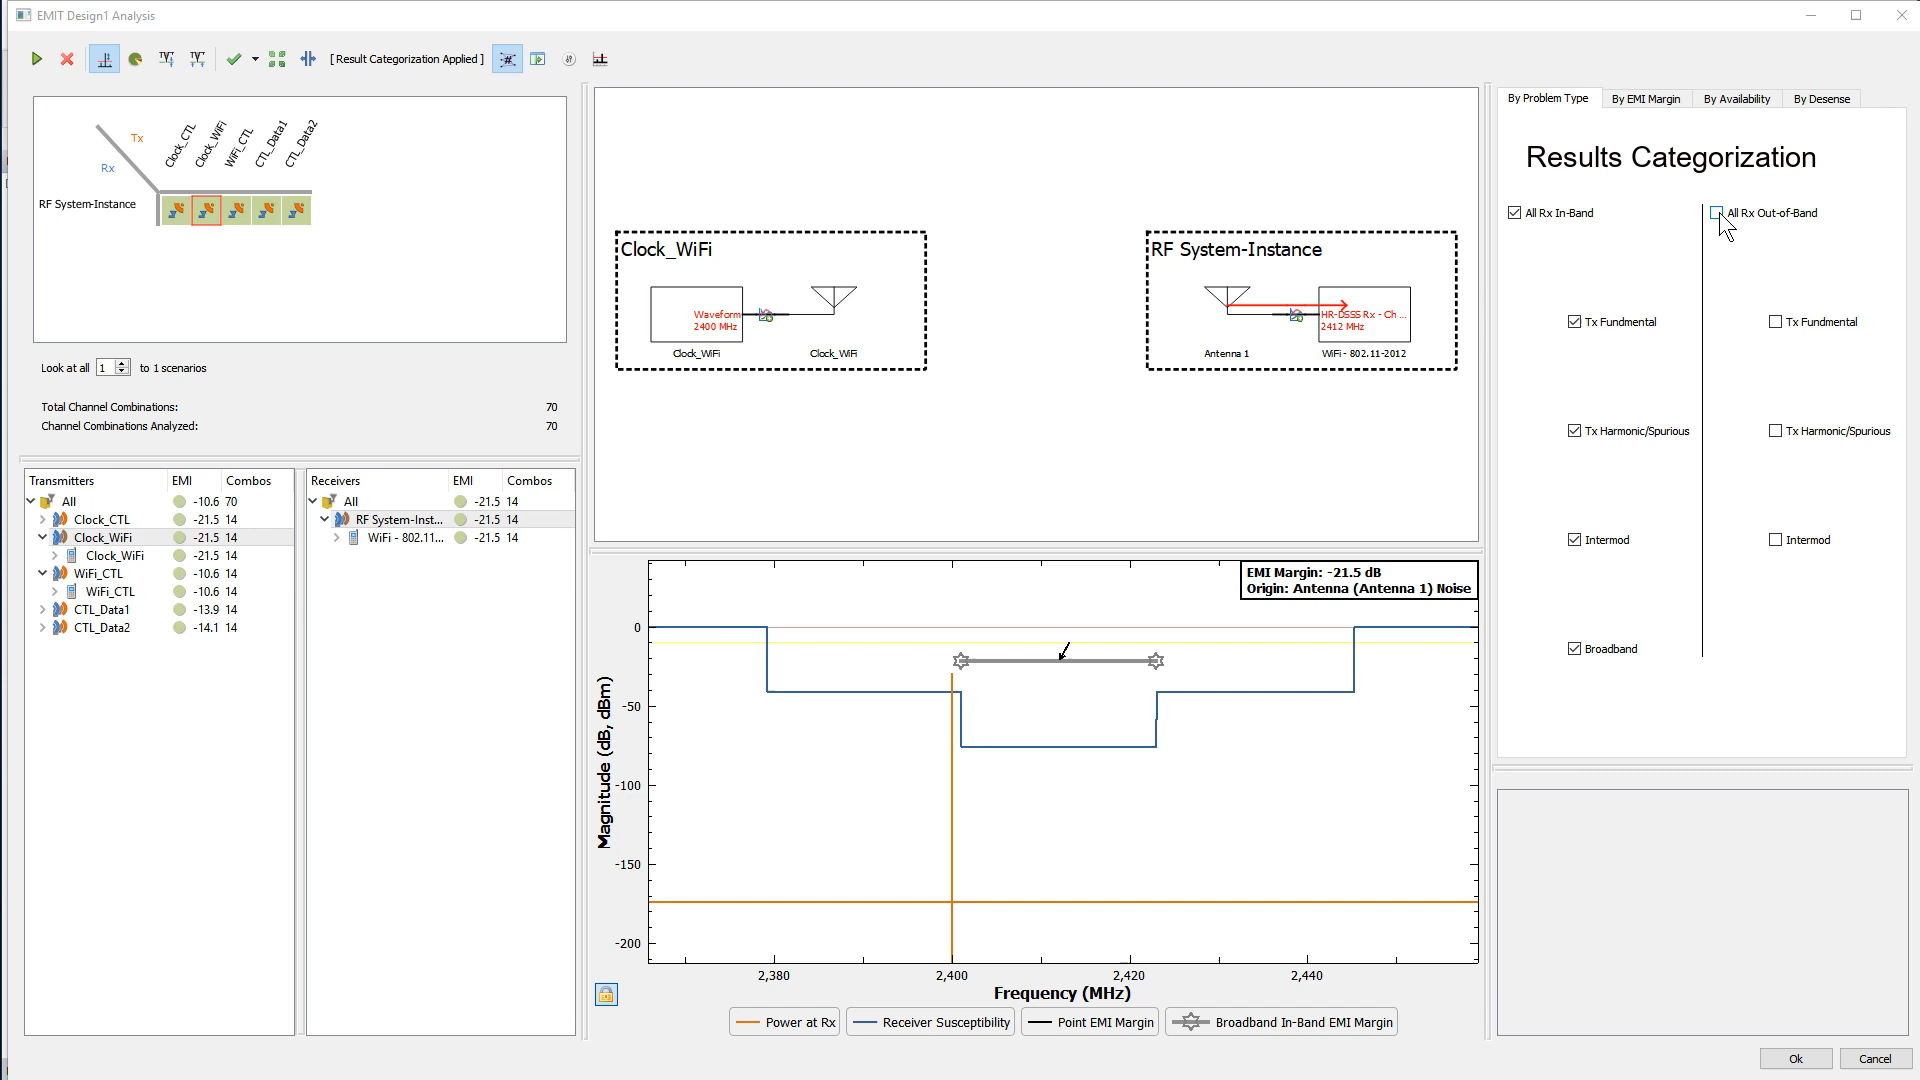 EMIT Design1 Analysis
[ Result Categorization Applied ]
Tx
Rx
Clock_CTL
Clock_WiFi
WiFi_CTL
CTL_Data1
CTL_Data2
RF System-Instance
Look at all 1 to 1 scenarios
Total Channel Combinations: 70
Channel Combinations Analyzed: 70
Transmitters EMI Combos
All -10.6 70
Clock_CTL -21.5 14
Clock_WiFi -21.5 14
Clock_WiFi -21.5 14
WiFi_CTL -10.6 14
WiFi_CTL -10.6 14
CTL_Data1 -13.9 14
CTL_Data2 -14.1 14
Receivers EMI Combos
All -21.5 14
RF System-Inst... -21.5 14
WiFi - 802.11... -21.5 14
Clock_WiFi
Waveform
2400 MHz
Clock_WiFi Clock_WiFi
RF System-Instance
HR-DSSS Rx - Ch ...
2412 MHz
Antenna 1 WiFi - 802.11-2012
EMI Margin: -21.5 dB
Origin: Antenna (Antenna 1) Noise
Magnitude (dB, dBm)
0
-50
-100
-150
-200
2,380 2,400 2,420 2,440
Frequency (MHz)
Power at Rx Receiver Susceptibility Point EMI Margin Broadband In-Band EMI Margin
By Problem Type By EMI Margin By Availability By Desense
Results Categorization
All Rx In-Band All Rx Out-of-Band
Tx Fundmental Tx Fundmental
Tx Harmonic/Spurious Tx Harmonic/Spurious
Intermod Intermod
Broadband
Ok Cancel